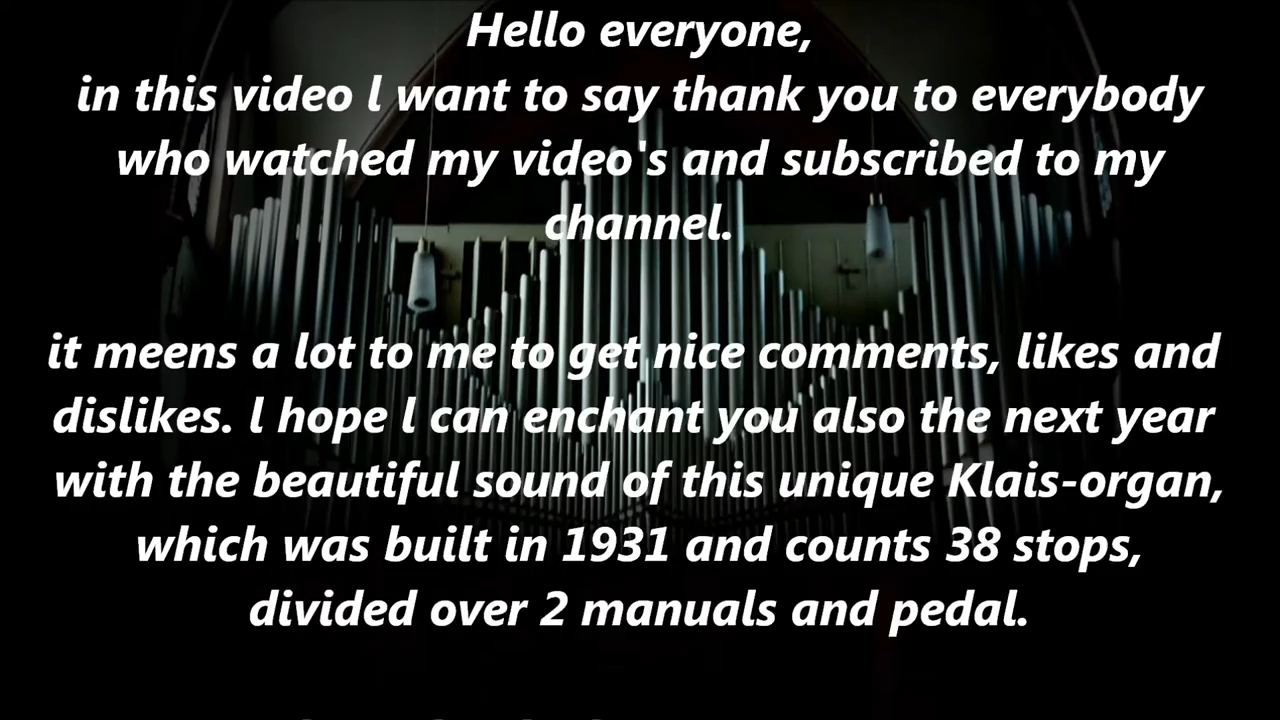 Hello everyone,
in this video l want to say thank you to everybody
who watched my video's and subscribed to my
channel.
it meens a lot to me to get nice comments, likes and
dislikes. l hope l can enchant you also the next year
with the beautiful sound of this unique Klais-organ,
which was built in 1931 and counts 38 stops,
divided over 2 manuals and pedal.